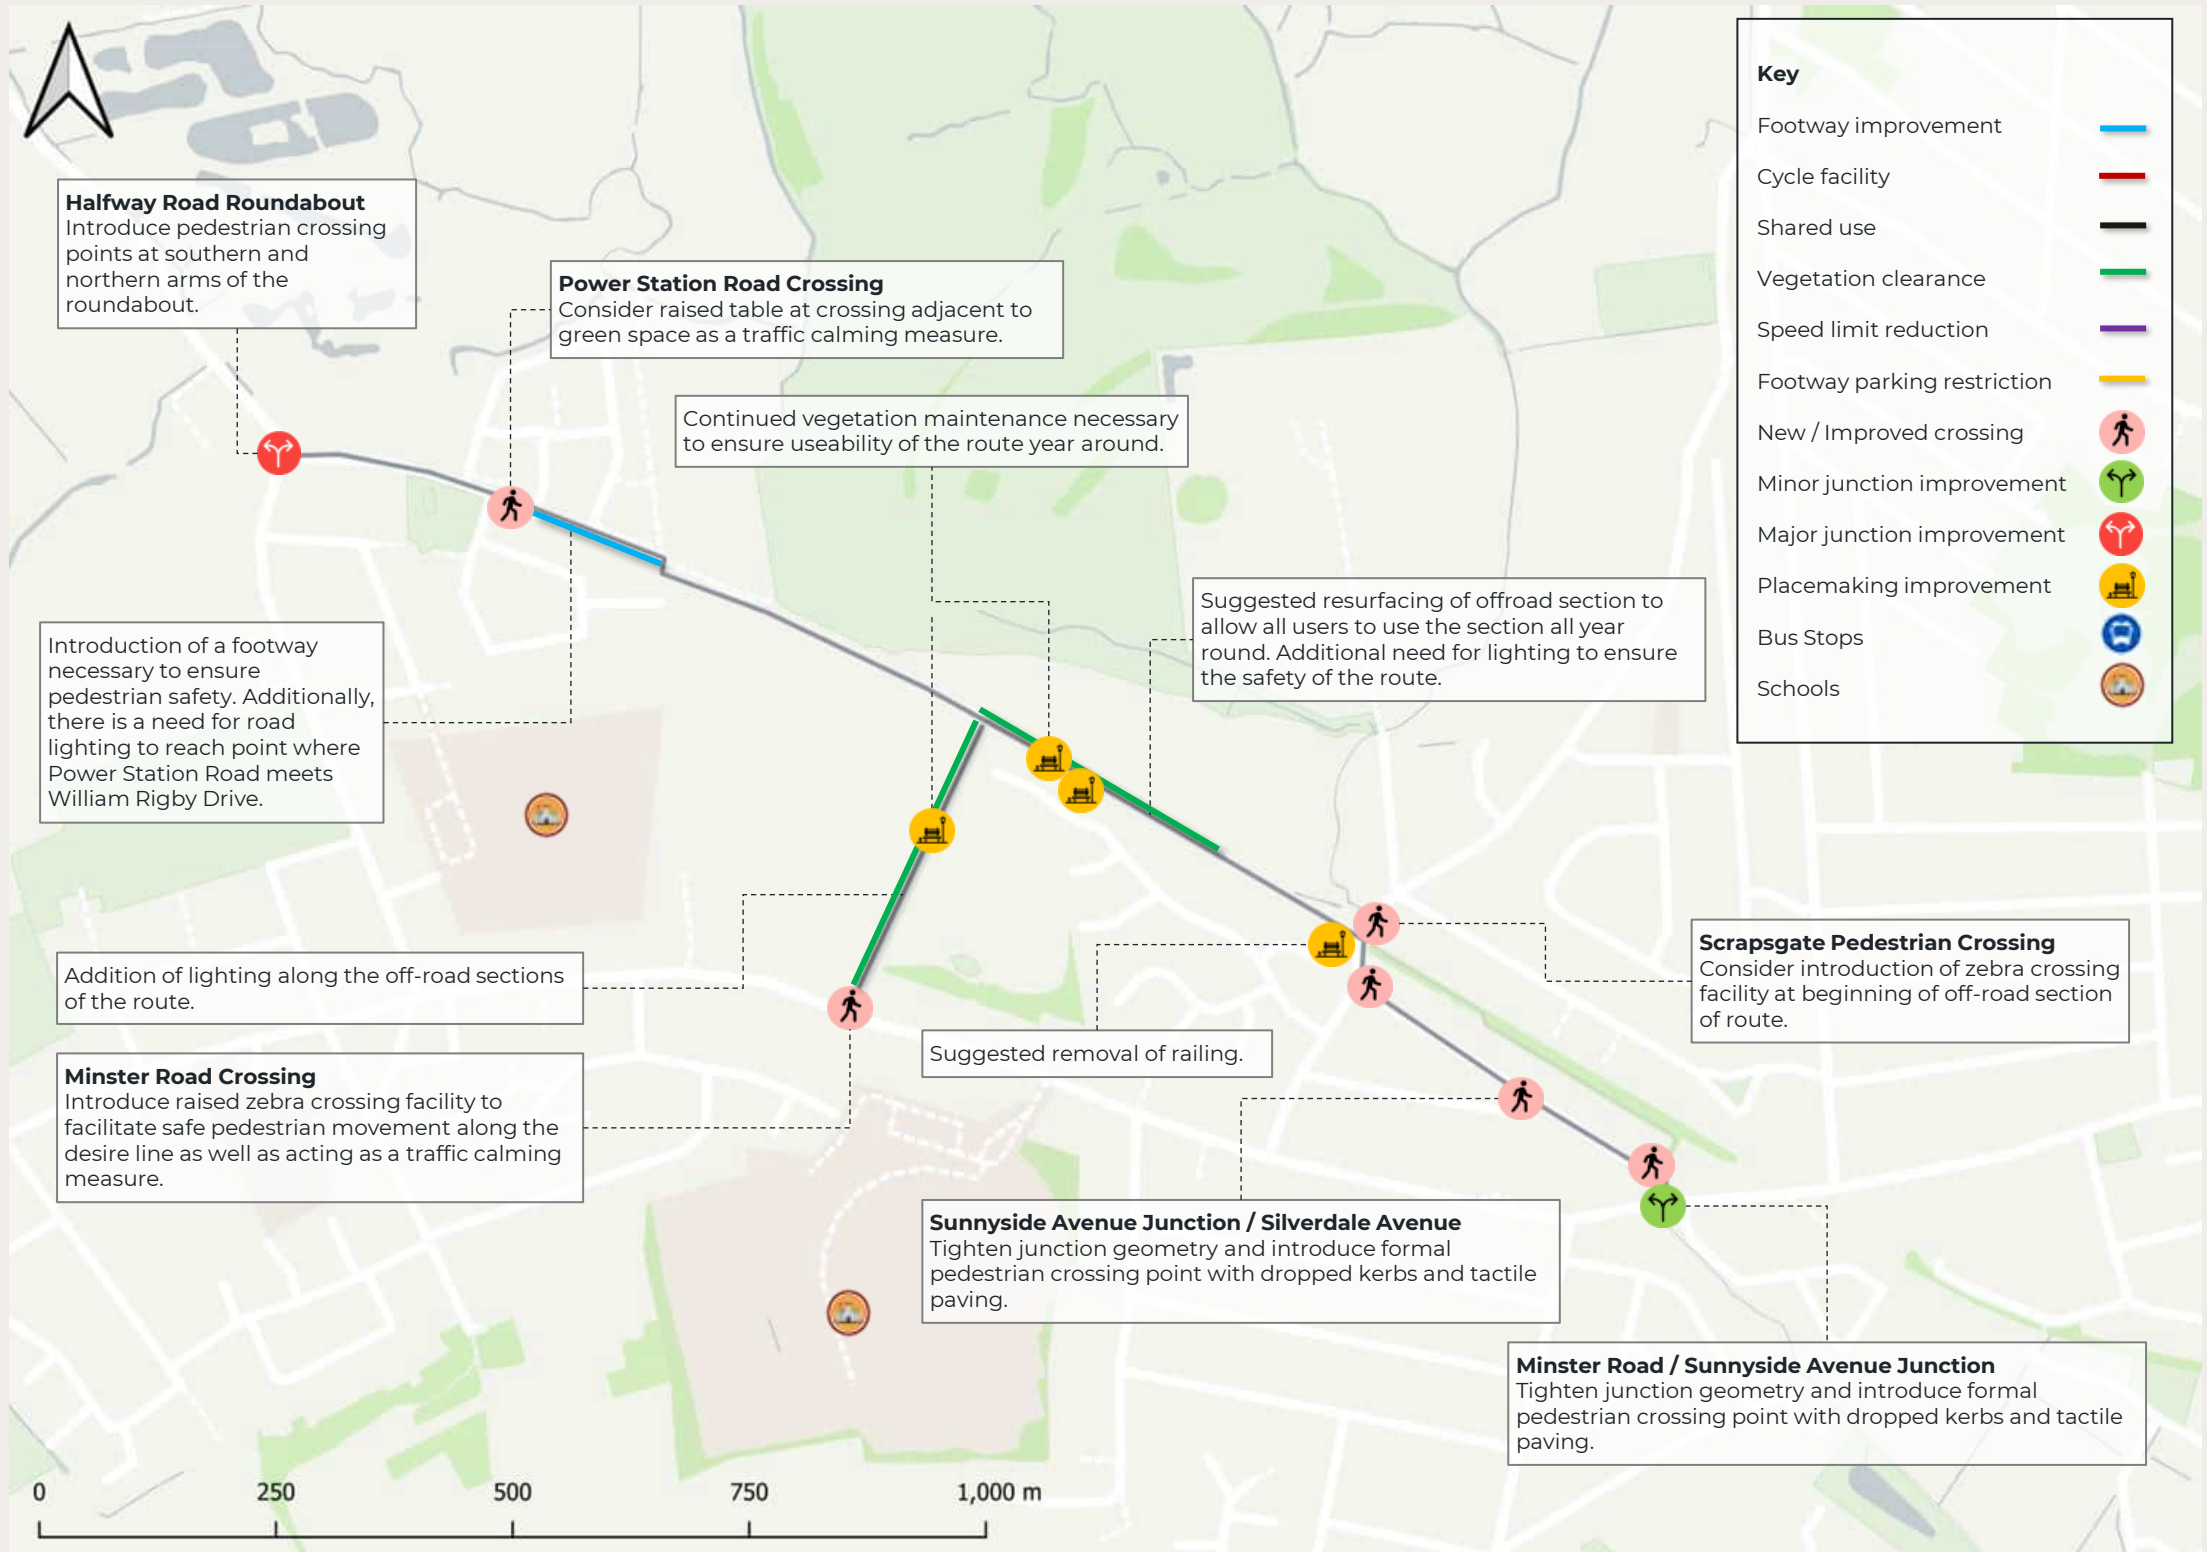 Key
Footway improvement
Cycle facility
Shared use
Vegetation clearance
Speed limit reduction
Footway parking restriction
New / Improved crossing
Minor junction improvement
Major junction improvement
Placemaking improvement
Bus Stops
Schools
Halfway Road Roundabout
Introduce pedestrian crossing
points at southern and
northern arms of the
roundabout.
Power Station Road Crossing
Consider raised table at crossing adjacent to
green space as a traffic calming measure.
Continued vegetation maintenance necessary
to ensure useability of the route year around.
Suggested resurfacing of offroad section to
allow all users to use the section all year
round. Additional need for lighting to ensure
the safety of the route.
Introduction of a footway
necessary to ensure
pedestrian safety. Additionally,
there is a need for road
lighting to reach point where
Power Station Road meets
William Rigby Drive.
Addition of lighting along the off-road sections
of the route.
Scrapsgate Pedestrian Crossing
Consider introduction of zebra crossing
facility at beginning of off-road section
of route.
Suggested removal of railing.
Minster Road Crossing
Introduce raised zebra crossing facility to
facilitate safe pedestrian movement along the
desire line as well as acting as a traffic calming
measure.
Sunnyside Avenue Junction / Silverdale Avenue
Tighten junction geometry and introduce formal
pedestrian crossing point with dropped kerbs and tactile
paving.
Minster Road / Sunnyside Avenue Junction
Tighten junction geometry and introduce formal
pedestrian crossing point with dropped kerbs and tactile
paving.
0 250 500 750 1,000 m